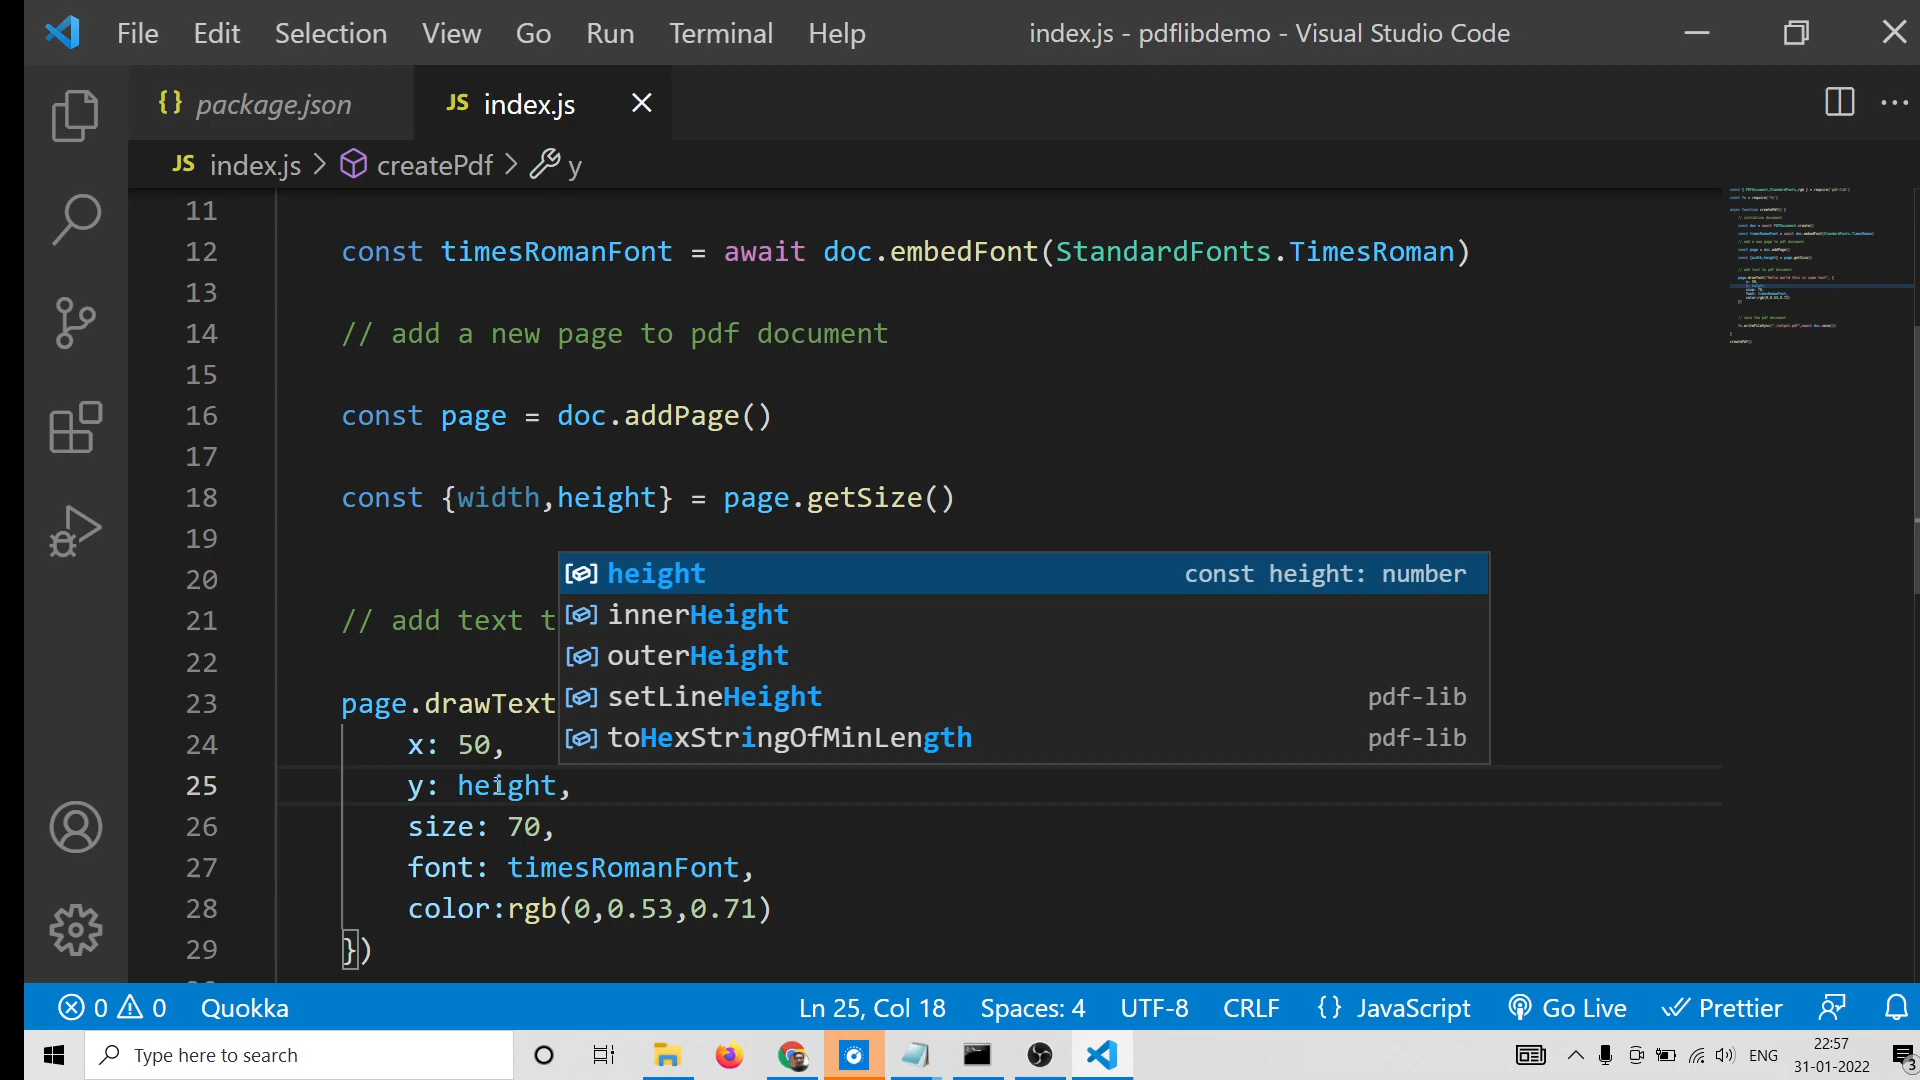 File Edit Selection View Go Run Terminal Help index.js - pdflibdemo - Visual Studio Code
{} package.json JS index.js
JS index.js > createPdf > y
11
12 const timesRomanFont = await doc.embedFont(StandardFonts.TimesRoman)
13
14 // add a new page to pdf document
15
16 const page = doc.addPage()
17
18 const {width,height} = page.getSize()
19
20
height const height: number
innerHeight
21 // add text t
outerHeight
22
setLineHeight pdf-lib
23 page.drawText
toHexStringOfMinLength pdf-lib
24 x: 50,
25 y: height,
26 size: 70,
27 font: timesRomanFont,
28 color:rgb(0,0.53,0.71)
29 })
0 0 Quokka Ln 25, Col 18 Spaces: 4 UTF-8 CRLF {} JavaScript Go Live Prettier
Type here to search ENG 22:57
31-01-2022 3